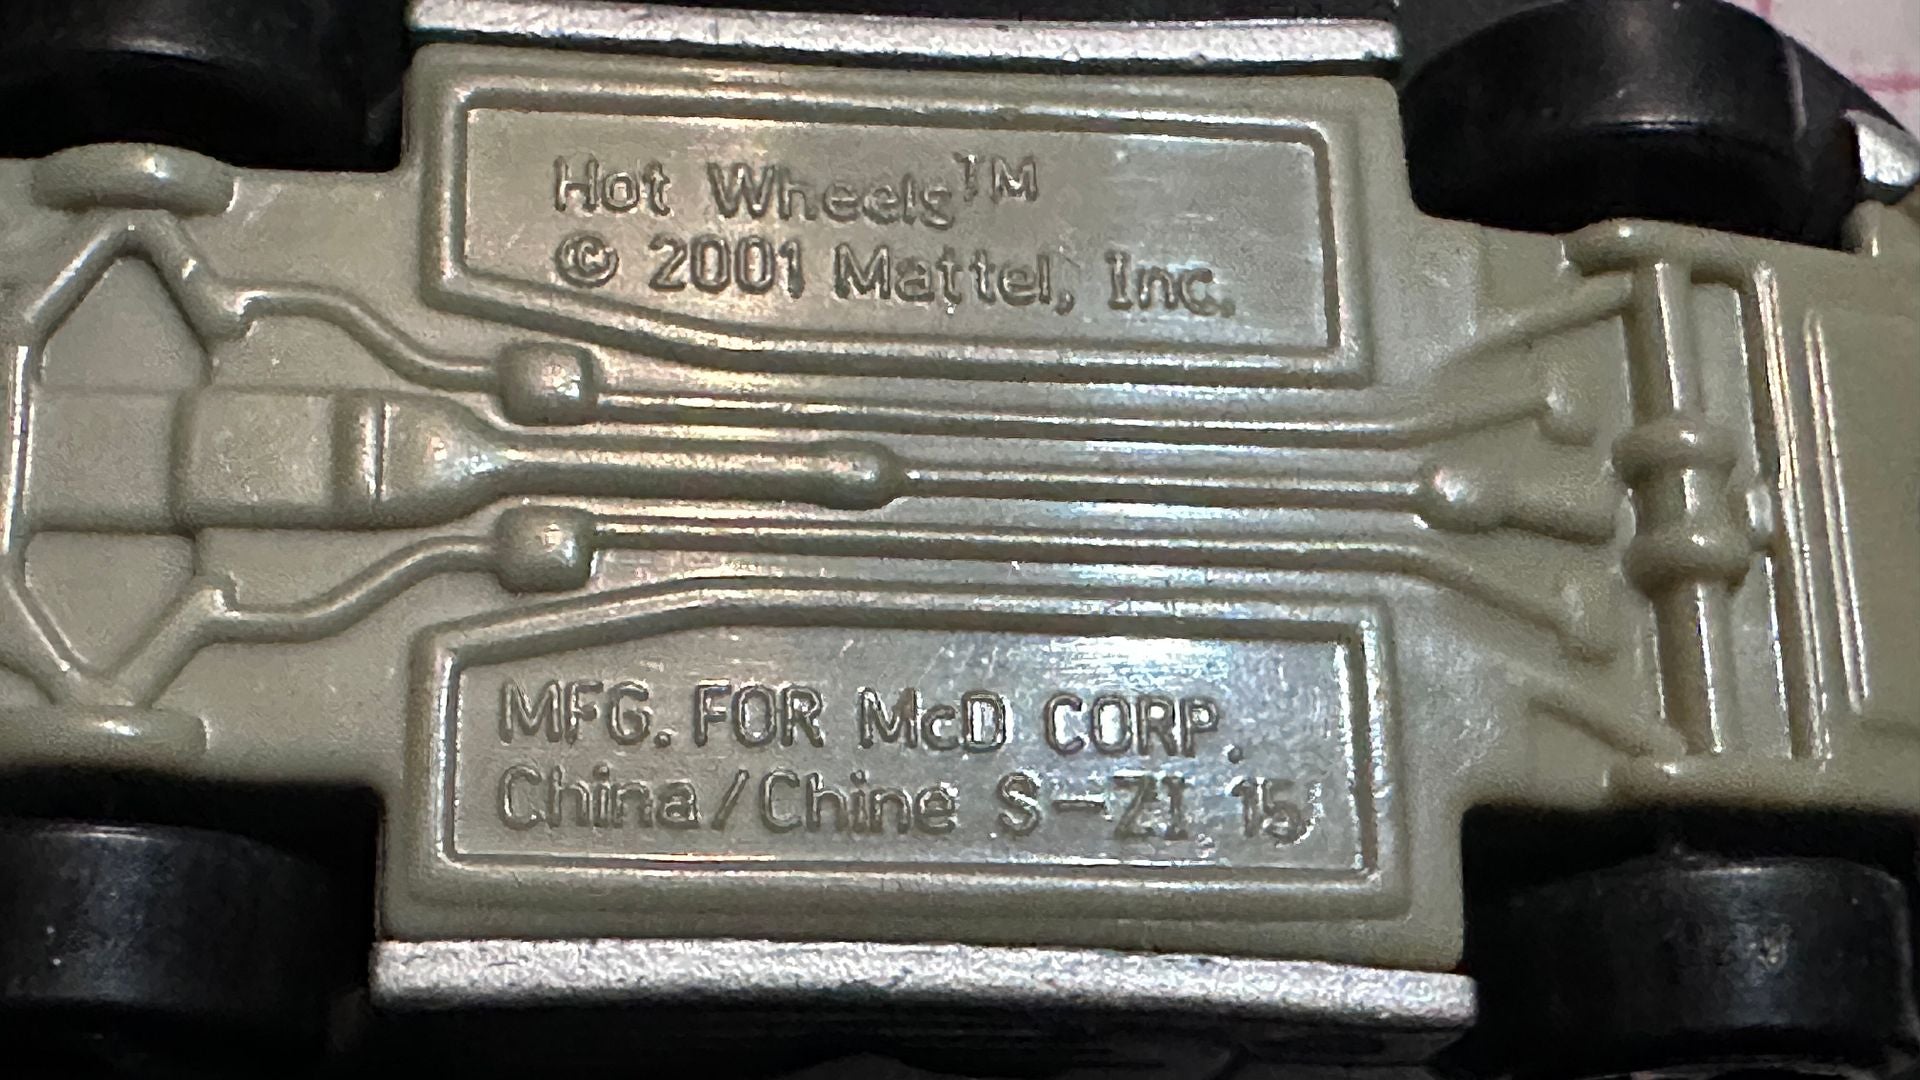 Hot Wheels™
© 2001 Mattel, Inc.
MFG. FOR McD CORP.
China/Chine S-ZI 15